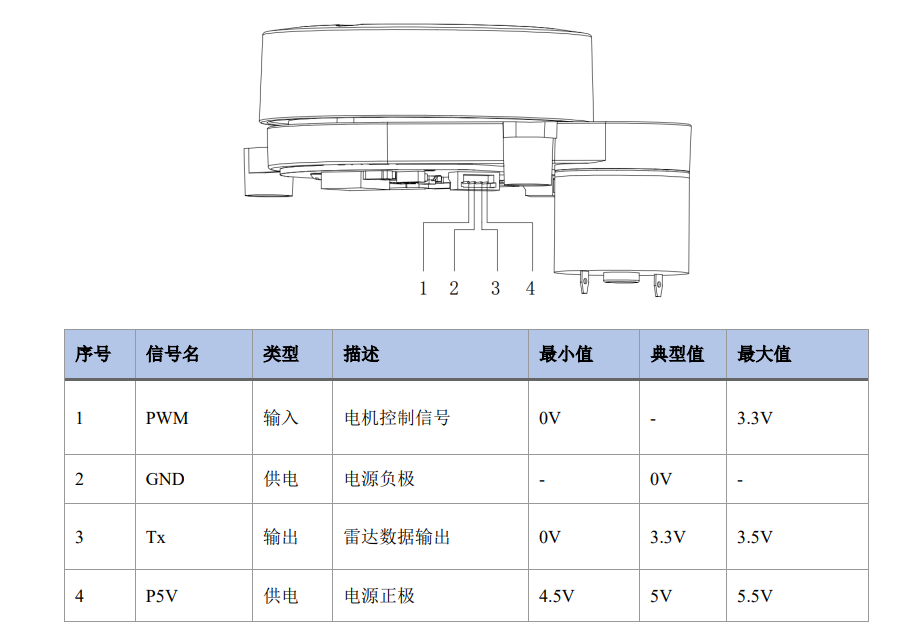 1 2 3 4
序号 信号名 类型 描述 最小值 典型值 最大值
1 PWM 输入 电机控制信号 0V - 3.3V
2 GND 供电 电源负极 - 0V -
3 Tx 输出 雷达数据输出 0V 3.3V 3.5V
4 P5V 供电 电源正极 4.5V 5V 5.5V